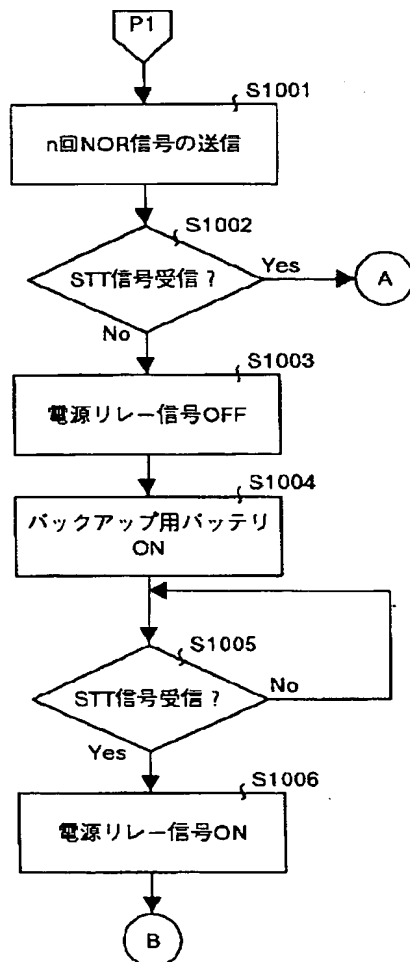 P1
S1001
n回NOR信号の送信
S1002
STT信号受信？
Yes
A
No
S1003
電源リレー信号OFF
S1004
バックアップ用バッテリ
ON
S1005
STT信号受信？
No
Yes
S1006
電源リレー信号ON
B